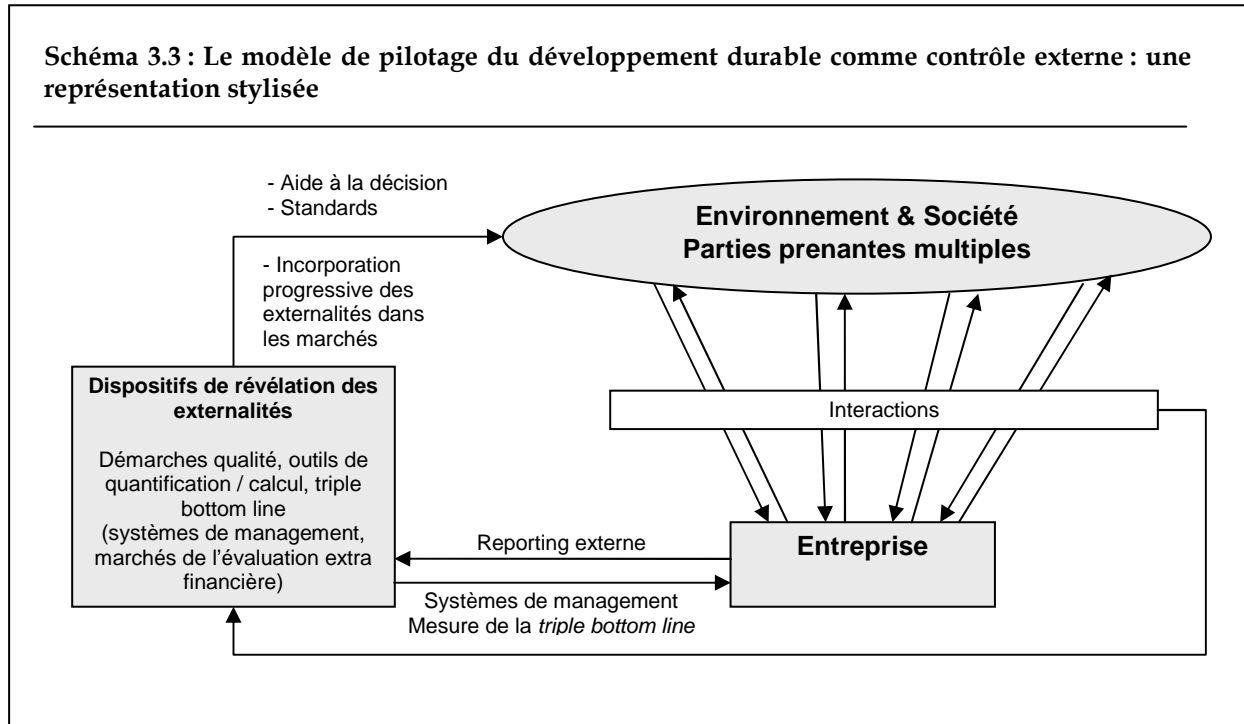 Schéma 3.3 : Le modèle de pilotage du développement durable comme contrôle externe : une
représentation stylisée
- Aide à la décision
- Standards
- Incorporation
progressive des
externalités dans
les marchés
Environnement & Société
Parties prenantes multiples
Dispositifs de révélation des
externalités
Démarches qualité, outils de
quantification / calcul, triple
bottom line
(systèmes de management,
marchés de l'évaluation extra
financière)
Interactions
Reporting externe
Entreprise
Systèmes de management
Mesure de la triple bottom line